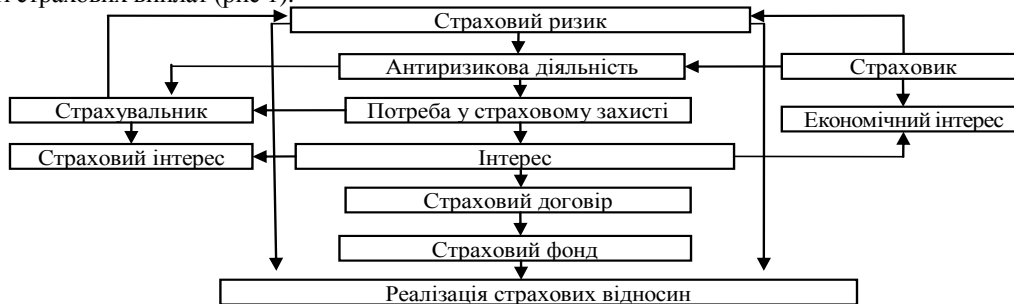 страхових виплат (рис 1).
Страховий ризик
Антиризикова діяльність
Страховик
Страхувальник
Потреба у страховому захисті
Економічний інтерес
Страховий інтерес
Інтерес
Страховий договір
Страховий фонд
Реалізація страхових відносин